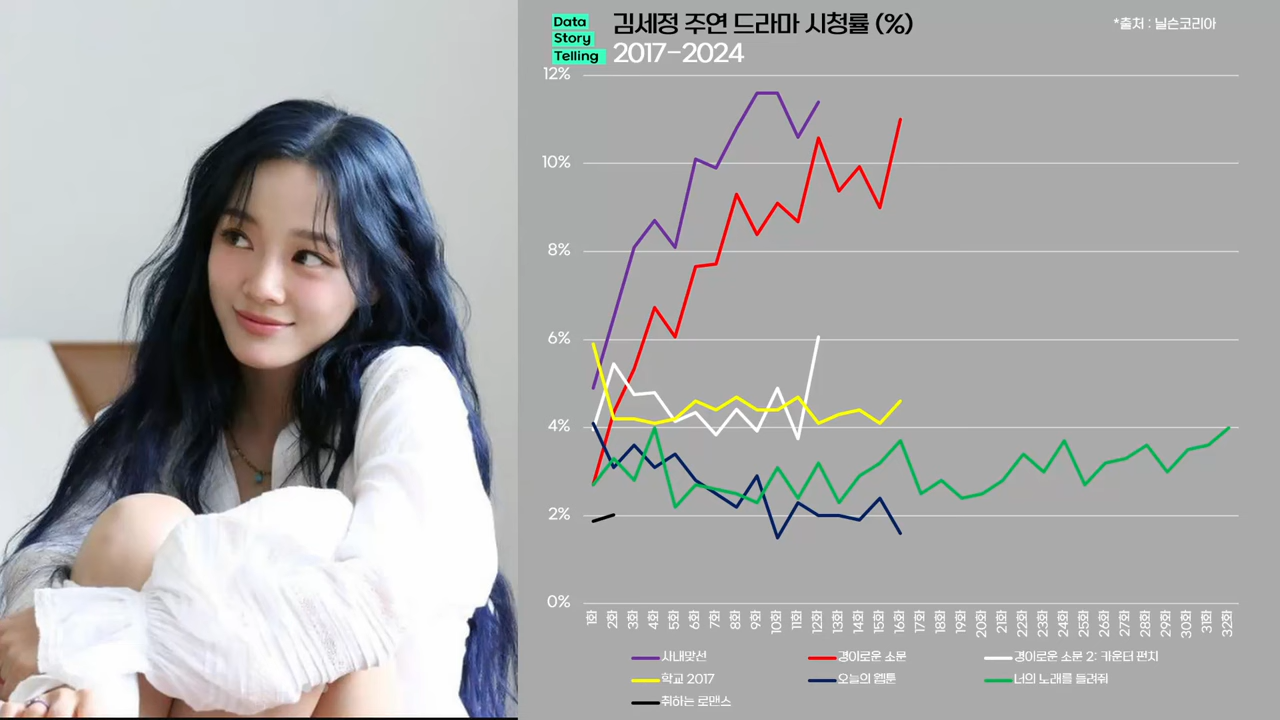 Data
Story
Telling
김세정 주연 드라마 시청률 (%)
2017-2024
*출처 : 닐슨코리아
12%
10%
8%
6%
4%
2%
0%
1회 2회 3회 4회 5회 6회 7회 8회 9회 10회 11회 12회 13회 14회 15회 16회 17회 18회 19회 20회 21회 22회 23회 24회 25회 26회 27회 28회 29회 30회 31회 32회
사내맞선 경이로운 소문 경이로운 소문 2: 카운터 펀치
학교 2017 오늘의 웹툰 너의 노래를 들려줘
취하는 로맨스